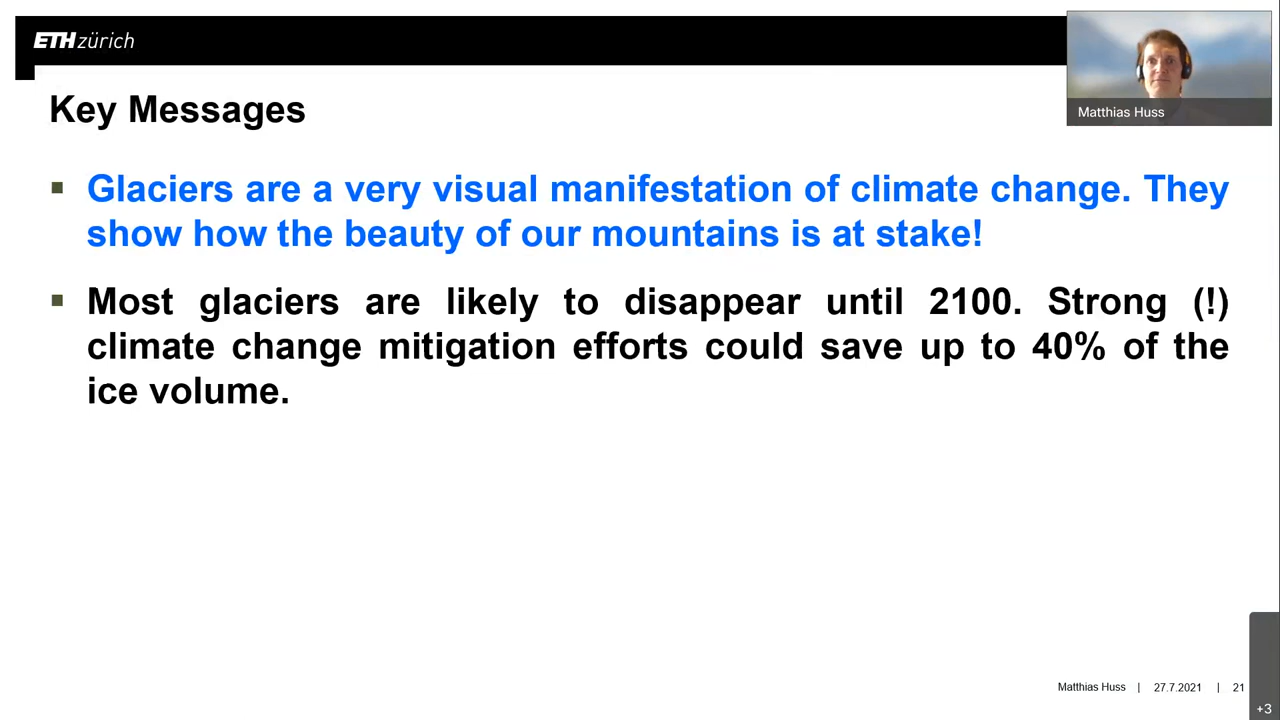 ETH zürich
Matthias Huss
Key Messages
Glaciers are a very visual manifestation of climate change. They
show how the beauty of our mountains is at stake!
Most glaciers are likely to disappear until 2100. Strong (!)
climate change mitigation efforts could save up to 40% of the
ice volume.
Matthias Huss | 27.7.2021 | 21
+3